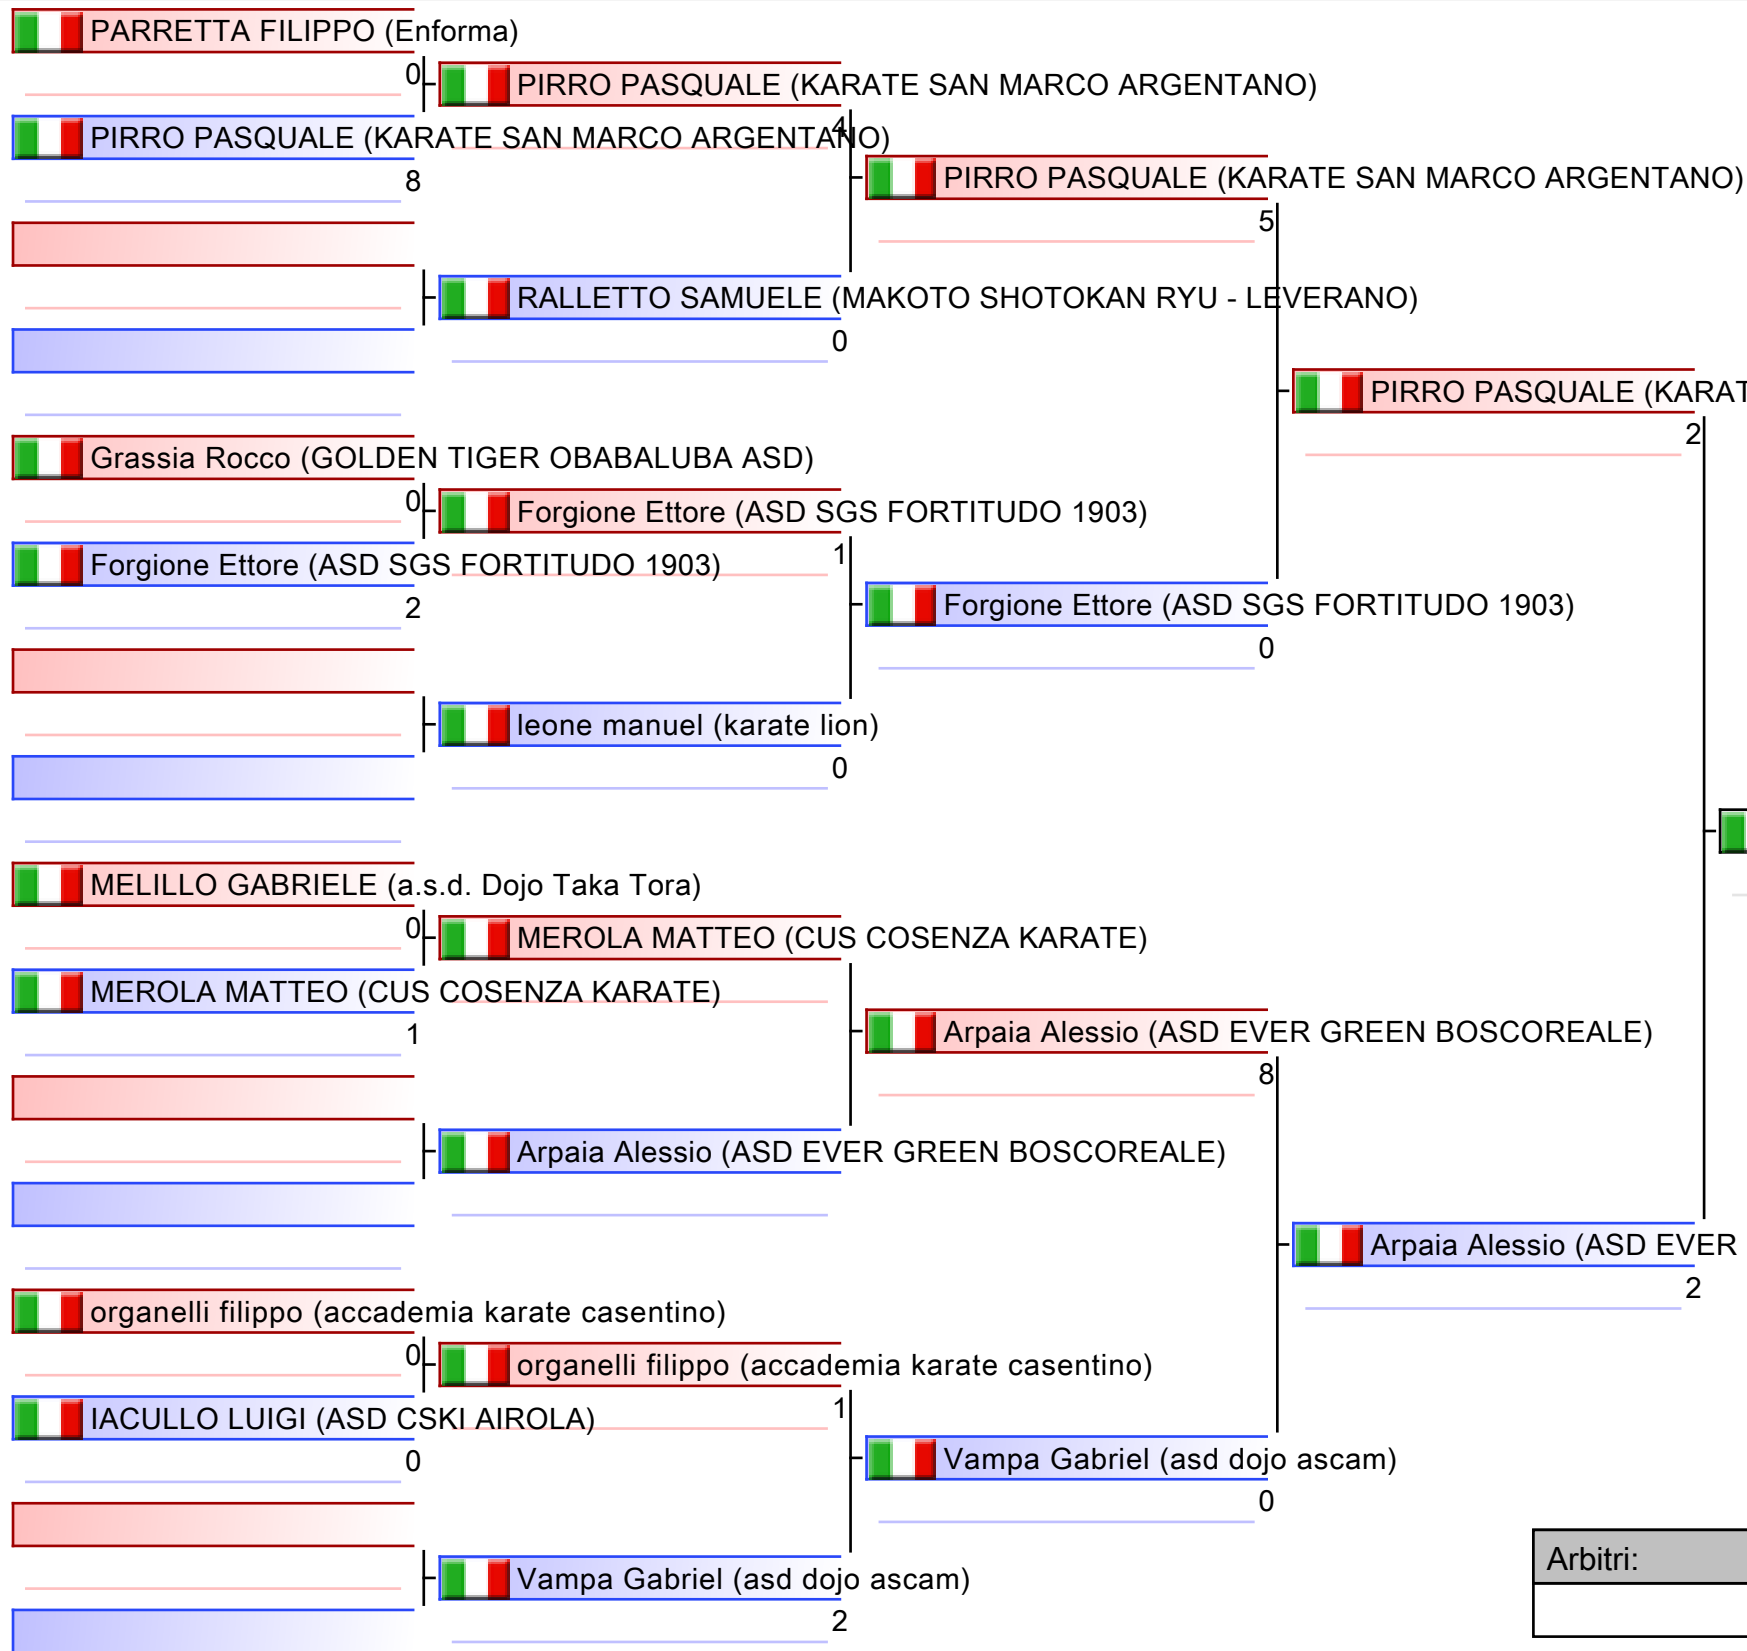 PARRETTA FILIPPO (Enforma)
0
PIRRO PASQUALE (KARATE SAN MARCO ARGENTANO)
PIRRO PASQUALE (KARATE SAN MARCO ARGENTANO)
4
8
PIRRO PASQUALE (KARATE SAN MARCO ARGENTANO)
5
RALLETTO SAMUELE (MAKOTO SHOTOKAN RYU - LEVERANO)
0
PIRRO PASQUALE (KARAT
2
Grassia Rocco (GOLDEN TIGER OBABALUBA ASD)
0
Forgione Ettore (ASD SGS FORTITUDO 1903)
1
Forgione Ettore (ASD SGS FORTITUDO 1903)
2
Forgione Ettore (ASD SGS FORTITUDO 1903)
0
leone manuel (karate lion)
0
MELILLO GABRIELE (a.s.d. Dojo Taka Tora)
0
MEROLA MATTEO (CUS COSENZA KARATE)
MEROLA MATTEO (CUS COSENZA KARATE)
1
Arpaia Alessio (ASD EVER GREEN BOSCOREALE)
8
Arpaia Alessio (ASD EVER GREEN BOSCOREALE)
Arpaia Alessio (ASD EVER
2
organelli filippo (accademia karate casentino)
0
organelli filippo (accademia karate casentino)
1
IACULLO LUIGI (ASD CSKI AIROLA)
0
Vampa Gabriel (asd dojo ascam)
0
Vampa Gabriel (asd dojo ascam)
2
Arbitri: